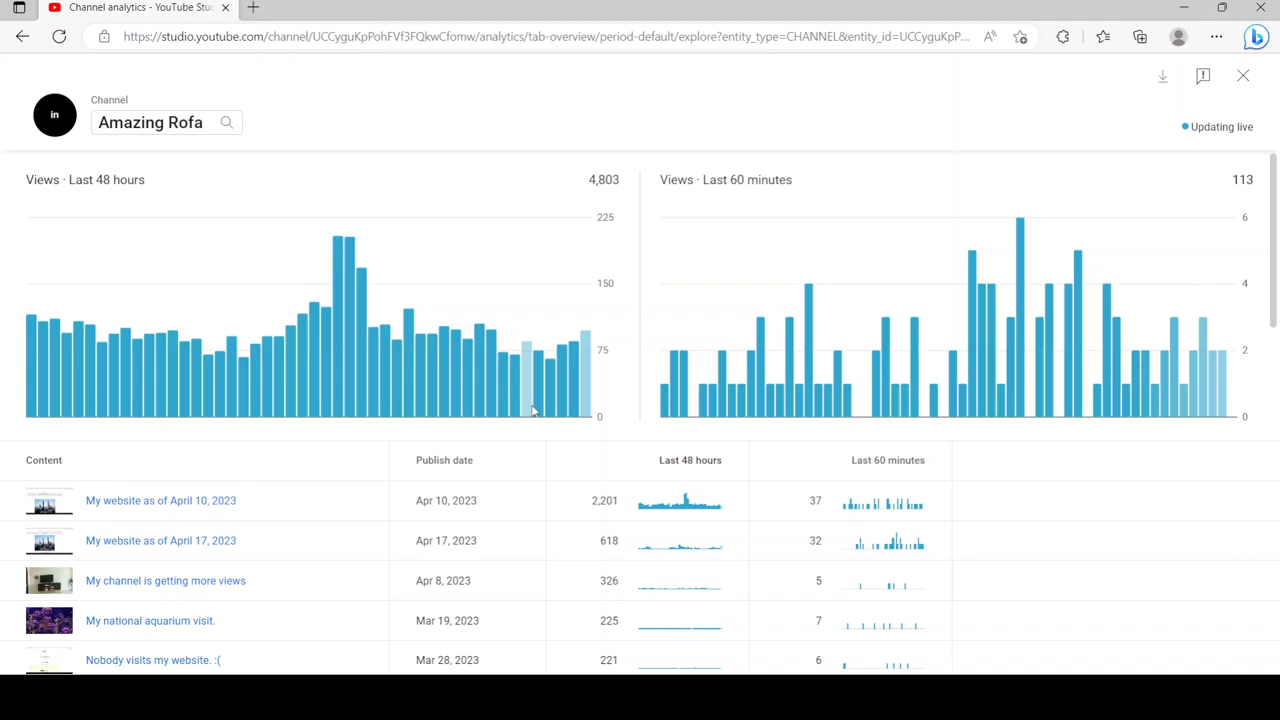 Channel analytics - YouTube Stu
https://studio.youtube.com/channel/UCCyguKpPohFVf3FQkwCfomw/analytics/tab-overview/period-default/explore?entity_type=CHANNEL&entity_id=UCCyguKpP...
in
Channel
Amazing Rofa
Updating live
Views · Last 48 hours 4,803
225
150
75
0
Views · Last 60 minutes 113
6
4
2
0
Content Publish date Last 48 hours Last 60 minutes
My website as of April 10, 2023 Apr 10, 2023 2,201 37
My website as of April 17, 2023 Apr 17, 2023 618 32
My channel is getting more views Apr 8, 2023 326 5
My national aquarium visit. Mar 19, 2023 225 7
Nobody visits my website. :( Mar 28, 2023 221 6